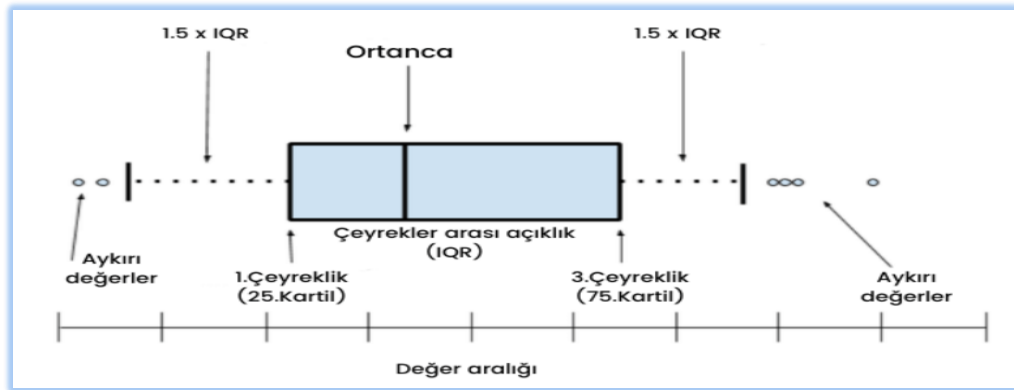 1.5 x IQR
1.5 x IQR
Ortanca
Çeyrekler arası açıklık
(IQR)
Aykırı
değerler
1.Çeyreklik
(25.Kartil)
3.Çeyreklik
(75.Kartil)
Aykırı
değerler
Değer aralığı